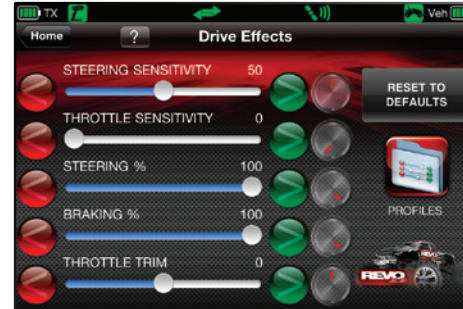 TX Veh
Home ? Drive Effects
STEERING SENSITIVITY 50
THROTTLE SENSITIVITY 0
STEERING % 100
BRAKING % 100
THROTTLE TRIM 0
RESET TO
DEFAULTS
PROFILES
REVO